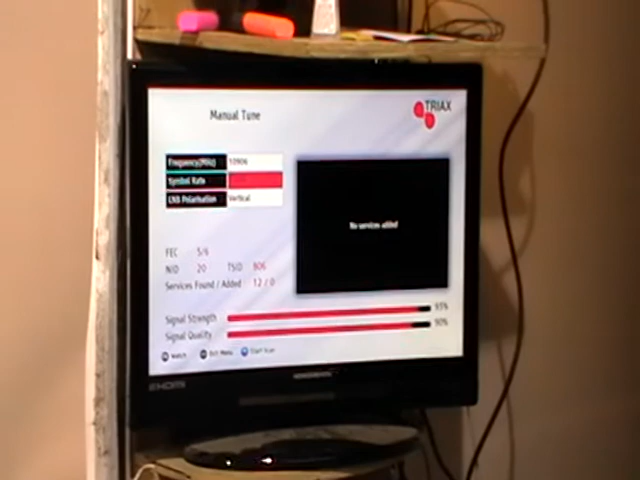 Manual Tune
TRIAX
Frequency(MHz) 10906
Symbol Rate
LNB Polarisation Vertical
No services added
FEC 5/6
NID 20 TSID 806
Services Found / Added 12 / 0
Signal Strength 93%
Signal Quality 90%
Watch Exit Menu Start Scan
HDMI